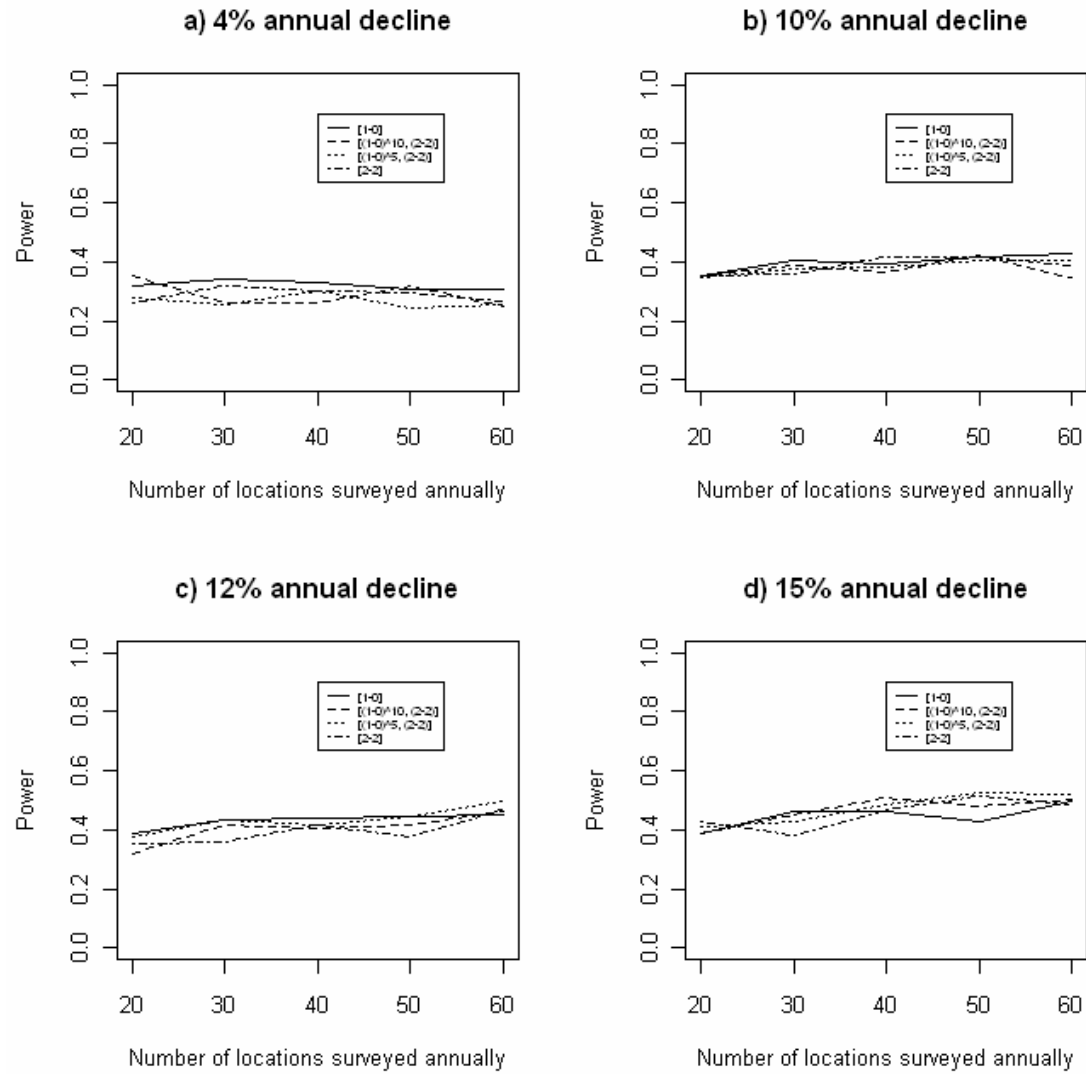 a) 4% annual decline
Power
1.0
0.8
0.6
0.4
0.2
0.0
[1-0]
[(1-0)^10, (2-2)]
[(1-0)^5, (2-2)]
[2-2]
20 30 40 50 60
Number of locations surveyed annually
b) 10% annual decline
Power
1.0
0.8
0.6
0.4
0.2
0.0
[1-0]
[(1-0)^10, (2-2)]
[(1-0)^5, (2-2)]
[2-2]
20 30 40 50 60
Number of locations surveyed annually
c) 12% annual decline
Power
1.0
0.8
0.6
0.4
0.2
0.0
[1-0]
[(1-0)^10, (2-2)]
[(1-0)^5, (2-2)]
[2-2]
20 30 40 50 60
Number of locations surveyed annually
d) 15% annual decline
Power
1.0
0.8
0.6
0.4
0.2
0.0
[1-0]
[(1-0)^10, (2-2)]
[(1-0)^5, (2-2)]
[2-2]
20 30 40 50 60
Number of locations surveyed annually